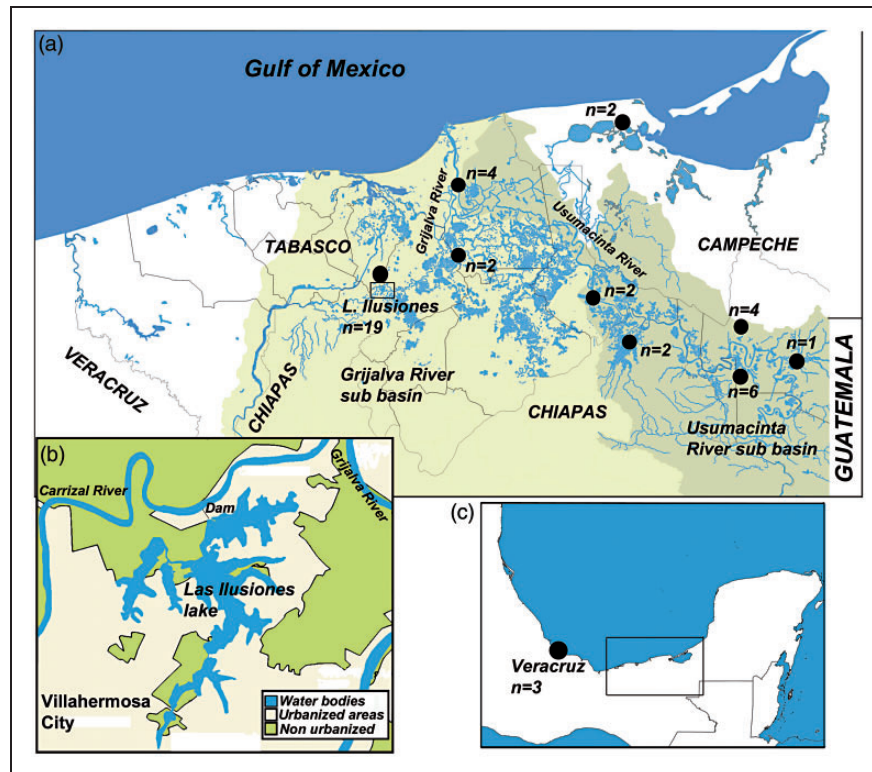 (a)
Gulf of Mexico
n=2
n=4
Grijalva River
Usumacinta River
TABASCO
CAMPECHE
n=2
n=2
L. Ilusiones
n=19
n=4
n=1
n=2
VERACRUZ
CHIAPAS
Grijalva River
sub basin
CHIAPAS
n=6
Usumacinta
River sub basin
GUATEMALA
(b)
Carrizal River
Dam
Grijalva River
Las Ilusiones
lake
Villahermosa
City
Water bodies
Urbanized areas
Non urbanized
(c)
Veracruz
n=3